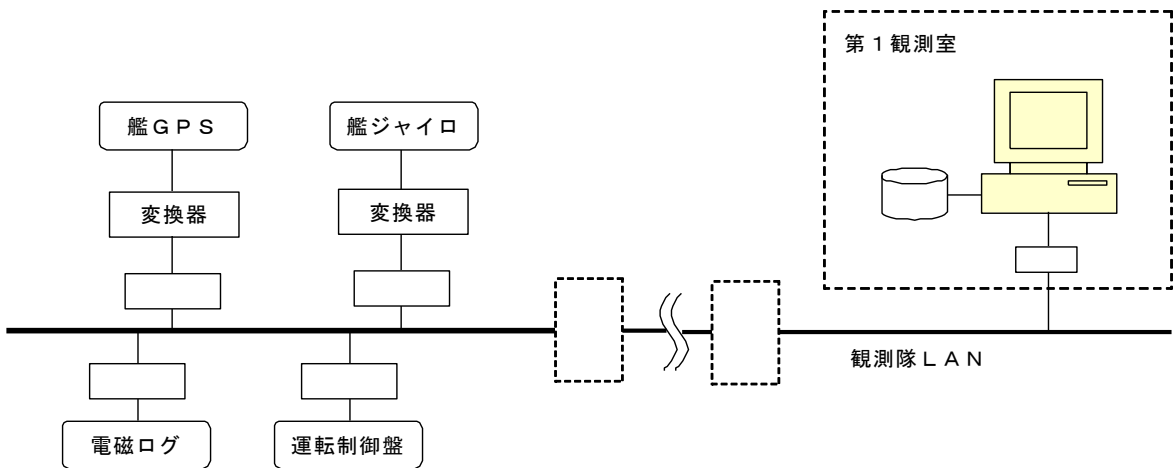 第１観測室
艦ＧＰＳ
艦ジャイロ
変換器
変換器
観測隊ＬＡＮ
電磁ログ
運転制御盤